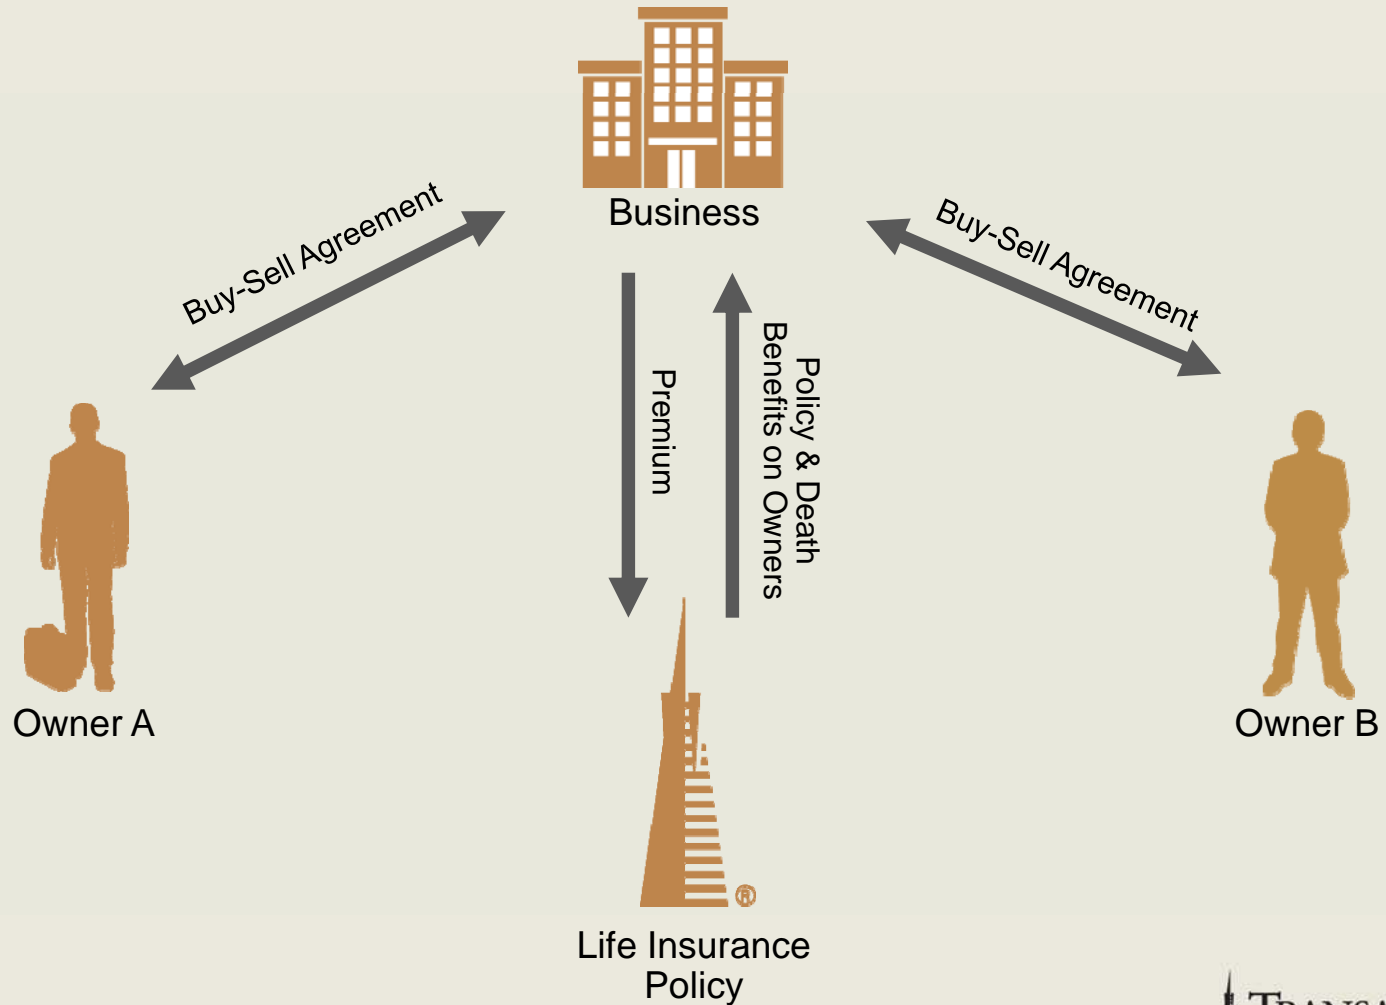 Business
Buy-Sell Agreement
Buy-Sell Agreement
Premium
Policy & Death
Benefits on Owners
Owner A
Owner B
®
Life Insurance
Policy